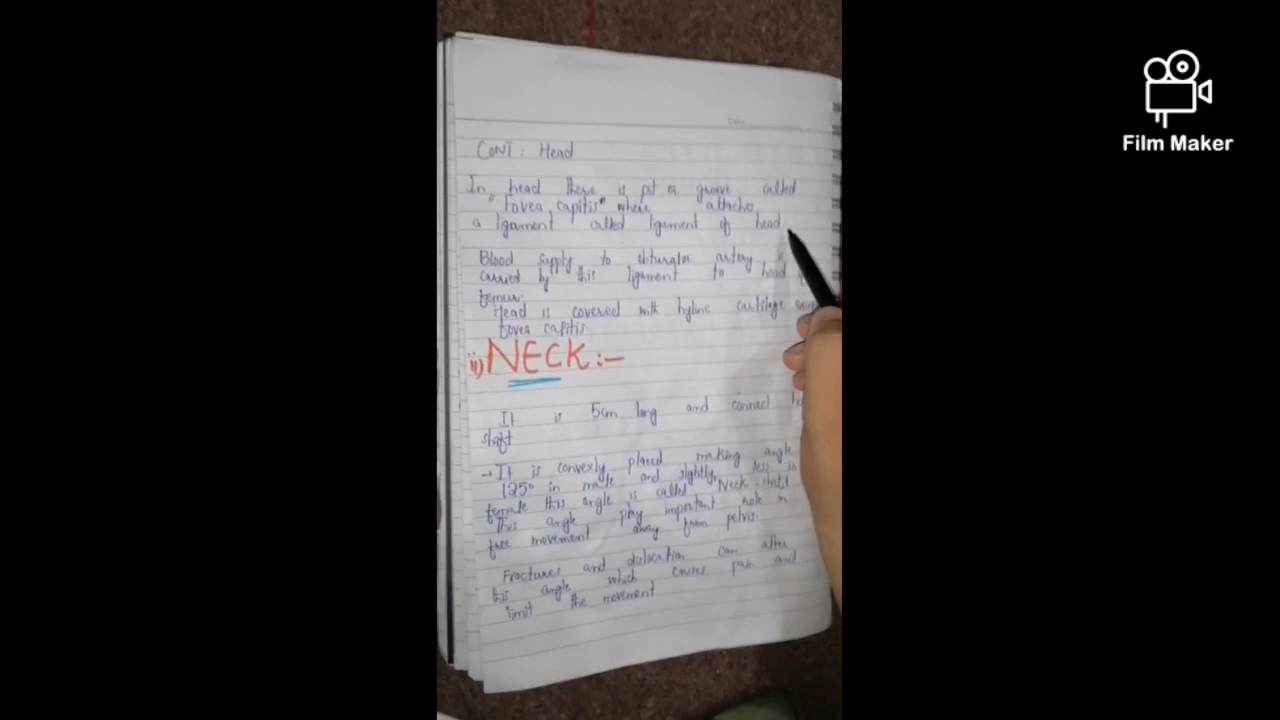 Film Maker
CONT: Head
In head there is pit or groove called
"Fovea capitis" where attaches
a ligament called ligament of head
Blood supply to obturator artery is
carried by this ligament to head
femur.
Head is covered with hyline cartilage
fovea capitis
ii) NECK :-
It is 5cm long and connect
shaft
→ It is convexly placed making angle
125° in male and slightly less in
female this angle is called Neck-shaft
This angle play important role in
free movement away from pelvis.
Fractures and dislocation can alter
this angle which causes pain and
limit the movement